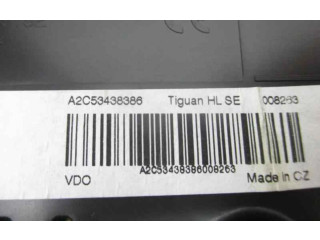 A2C53438386 Tiguan HL SE 008263
A2C53438386008263
VDO Made in CZ